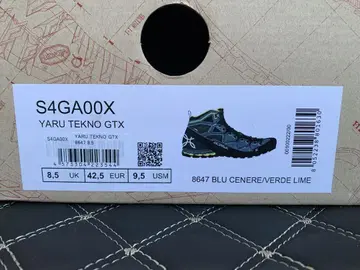 S4GA00X
YARU TEKNO GTX
S4GA00X YARU TEKNO GTX
8647 8.5
8,5 UK 42,5 EUR 9,5 USM
8647 BLU CENERE/VERDE LIME